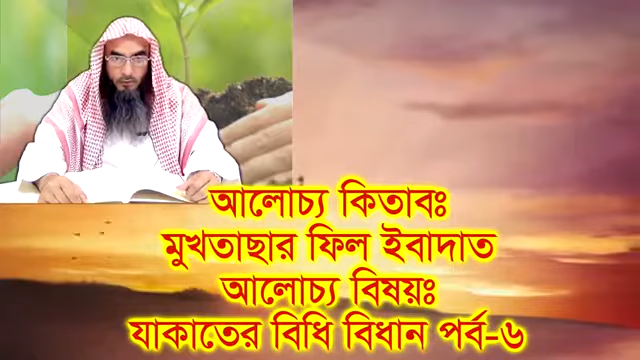 আলোচ্য কিতাবঃ
মুখতাছার ফিল ইবাদাত
আলোচ্য বিষয়ঃ
যাকাতের বিধি বিধান পর্ব-৬